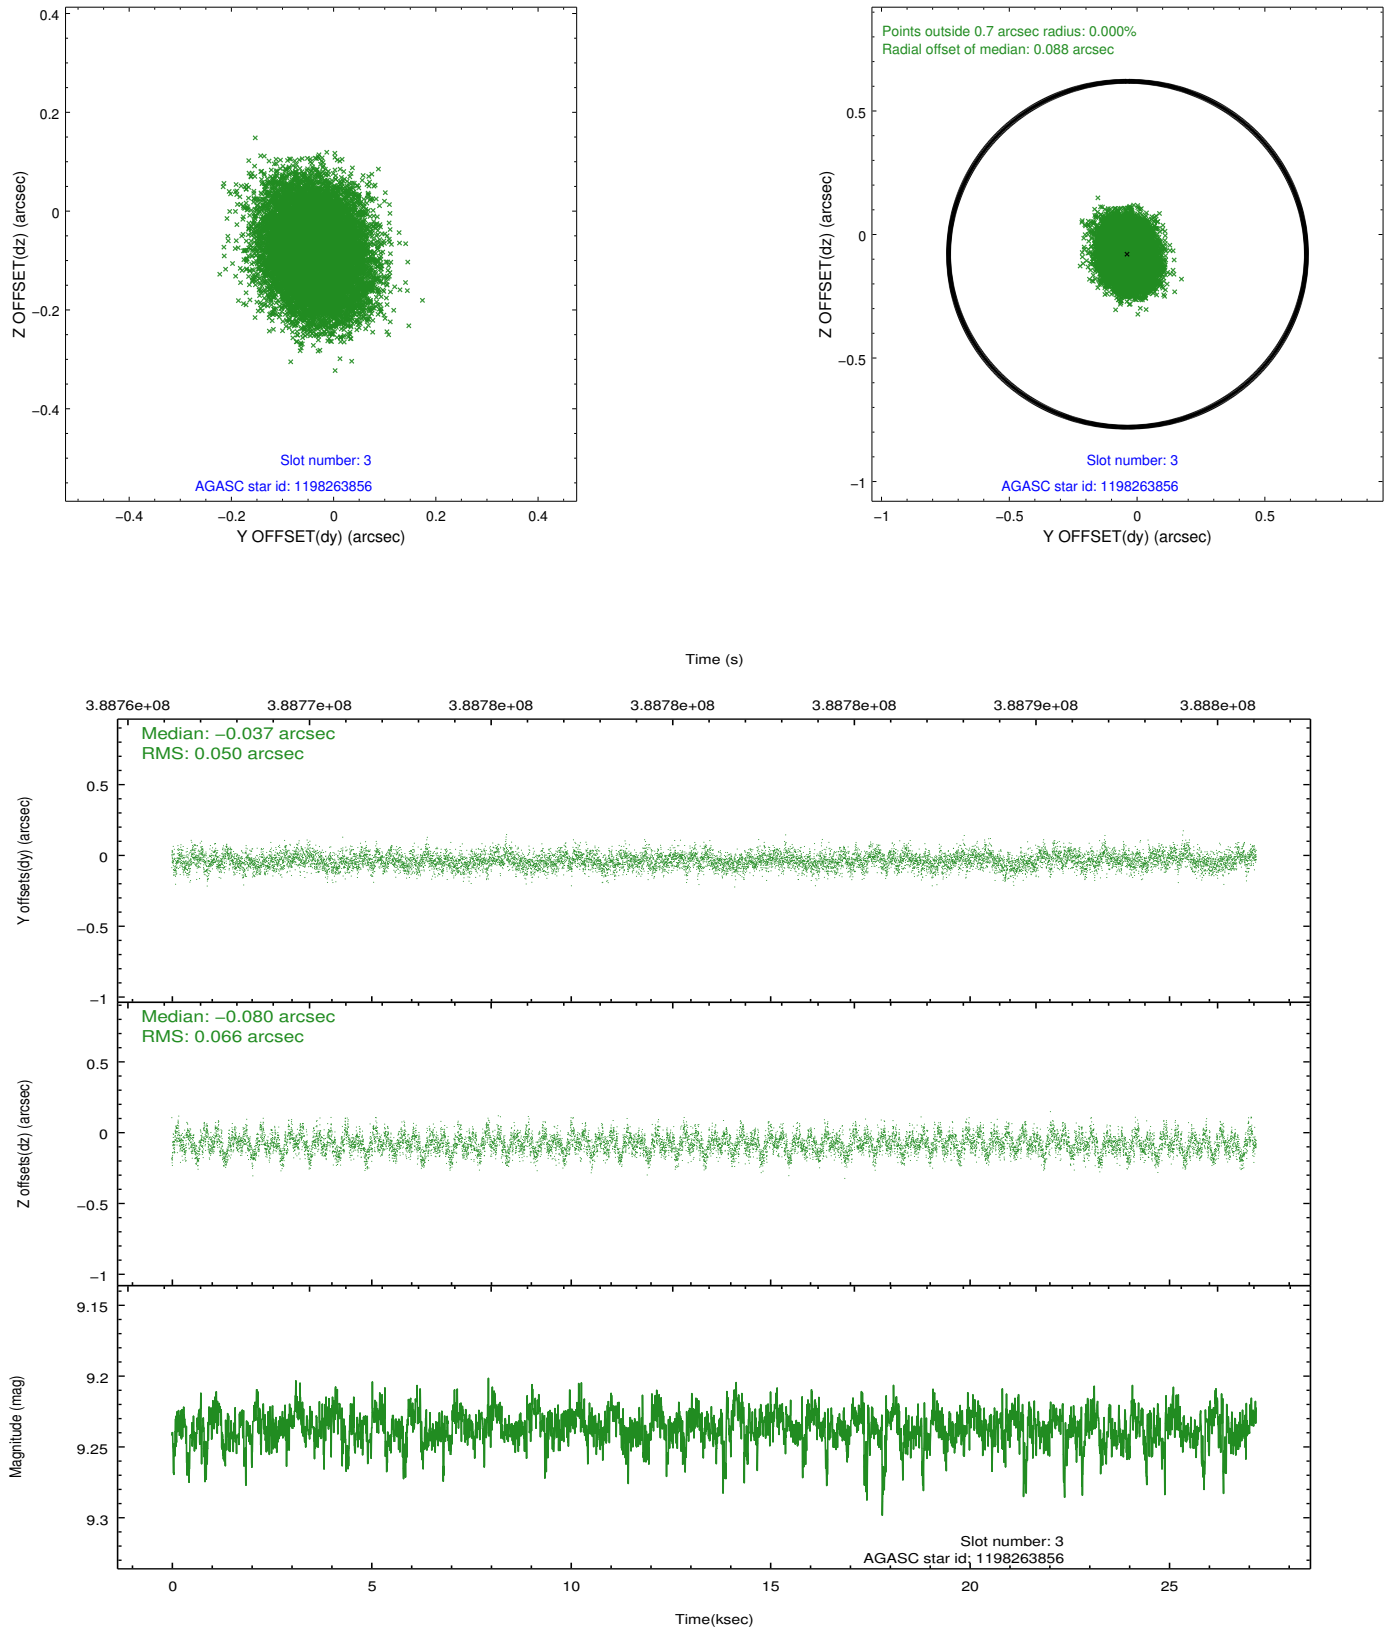 0.4
0.2
0
−0.2
−0.4
Z OFFSET(dz) (arcsec)
Slot number: 3
AGASC star id: 1198263856
−0.4
−0.2
0
0.2
0.4
Y OFFSET(dy) (arcsec)
Points outside 0.7 arcsec radius: 0.000%
Radial offset of median: 0.088 arcsec
0.5
0
−0.5
−1
Z OFFSET(dz) (arcsec)
Slot number: 3
AGASC star id: 1198263856
−1
−0.5
0
0.5
Y OFFSET(dy) (arcsec)
Time (s)
3.8876e+08
3.8877e+08
3.8878e+08
3.8878e+08
3.8878e+08
3.8879e+08
3.888e+08
Median: −0.037 arcsec
RMS: 0.050 arcsec
0.5
0
−0.5
−1
Y offsets(dy) (arcsec)
Median: −0.080 arcsec
RMS: 0.066 arcsec
0.5
0
−0.5
−1
Z offsets(dz) (arcsec)
9.15
9.2
9.25
9.3
Magnitude (mag)
Slot number: 3
AGASC star id: 1198263856
0
5
10
15
20
25
Time(ksec)